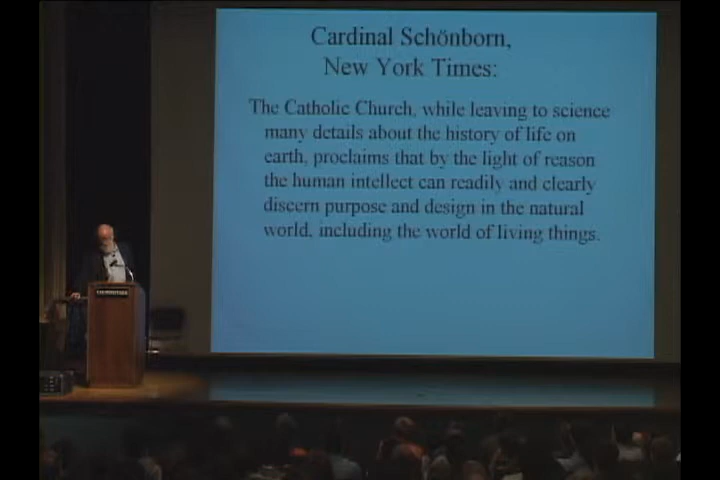 Cardinal Schönborn,
New York Times:
The Catholic Church, while leaving to science
many details about the history of life on
earth, proclaims that by the light of reason
the human intellect can readily and clearly
discern purpose and design in the natural
world, including the world of living things.